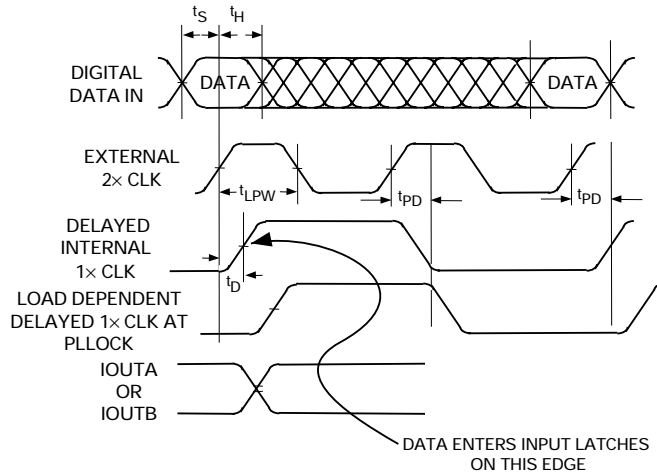 tS
tH
DIGITAL
DATA IN
DATA
DATA
EXTERNAL
2× CLK
tLPW
tPD
tPD
DELAYED
INTERNAL
1× CLK
tD
LOAD DEPENDENT
DELAYED 1× CLK AT
PLLOCK
IOUTA
OR
IOUTB
DATA ENTERS INPUT LATCHES
ON THIS EDGE